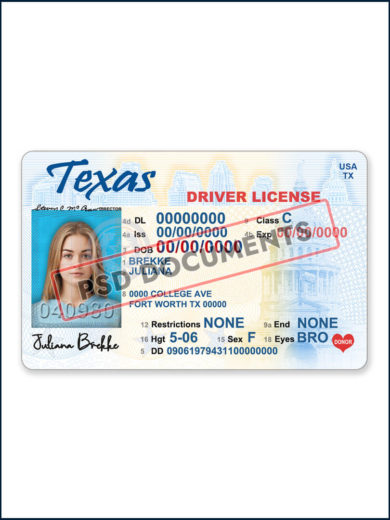 Texas
USA
TX
DRIVER LICENSE
DIRECTOR
4d DL 00000000 9 Class C
4a Iss 00/00/0000 4b Exp 00/00/0000
3 DOB 00/00/0000
1 BREKKE
2 JULIANA
8 0000 COLLEGE AVE
FORT WORTH TX 00000
PSD DOCUMENTS
040980
12 Restrictions NONE 9a End NONE
16 Hgt 5-06 15 Sex F 18 Eyes BRO
DONOR
5 DD 09061979431100000000
Juliana Brekke